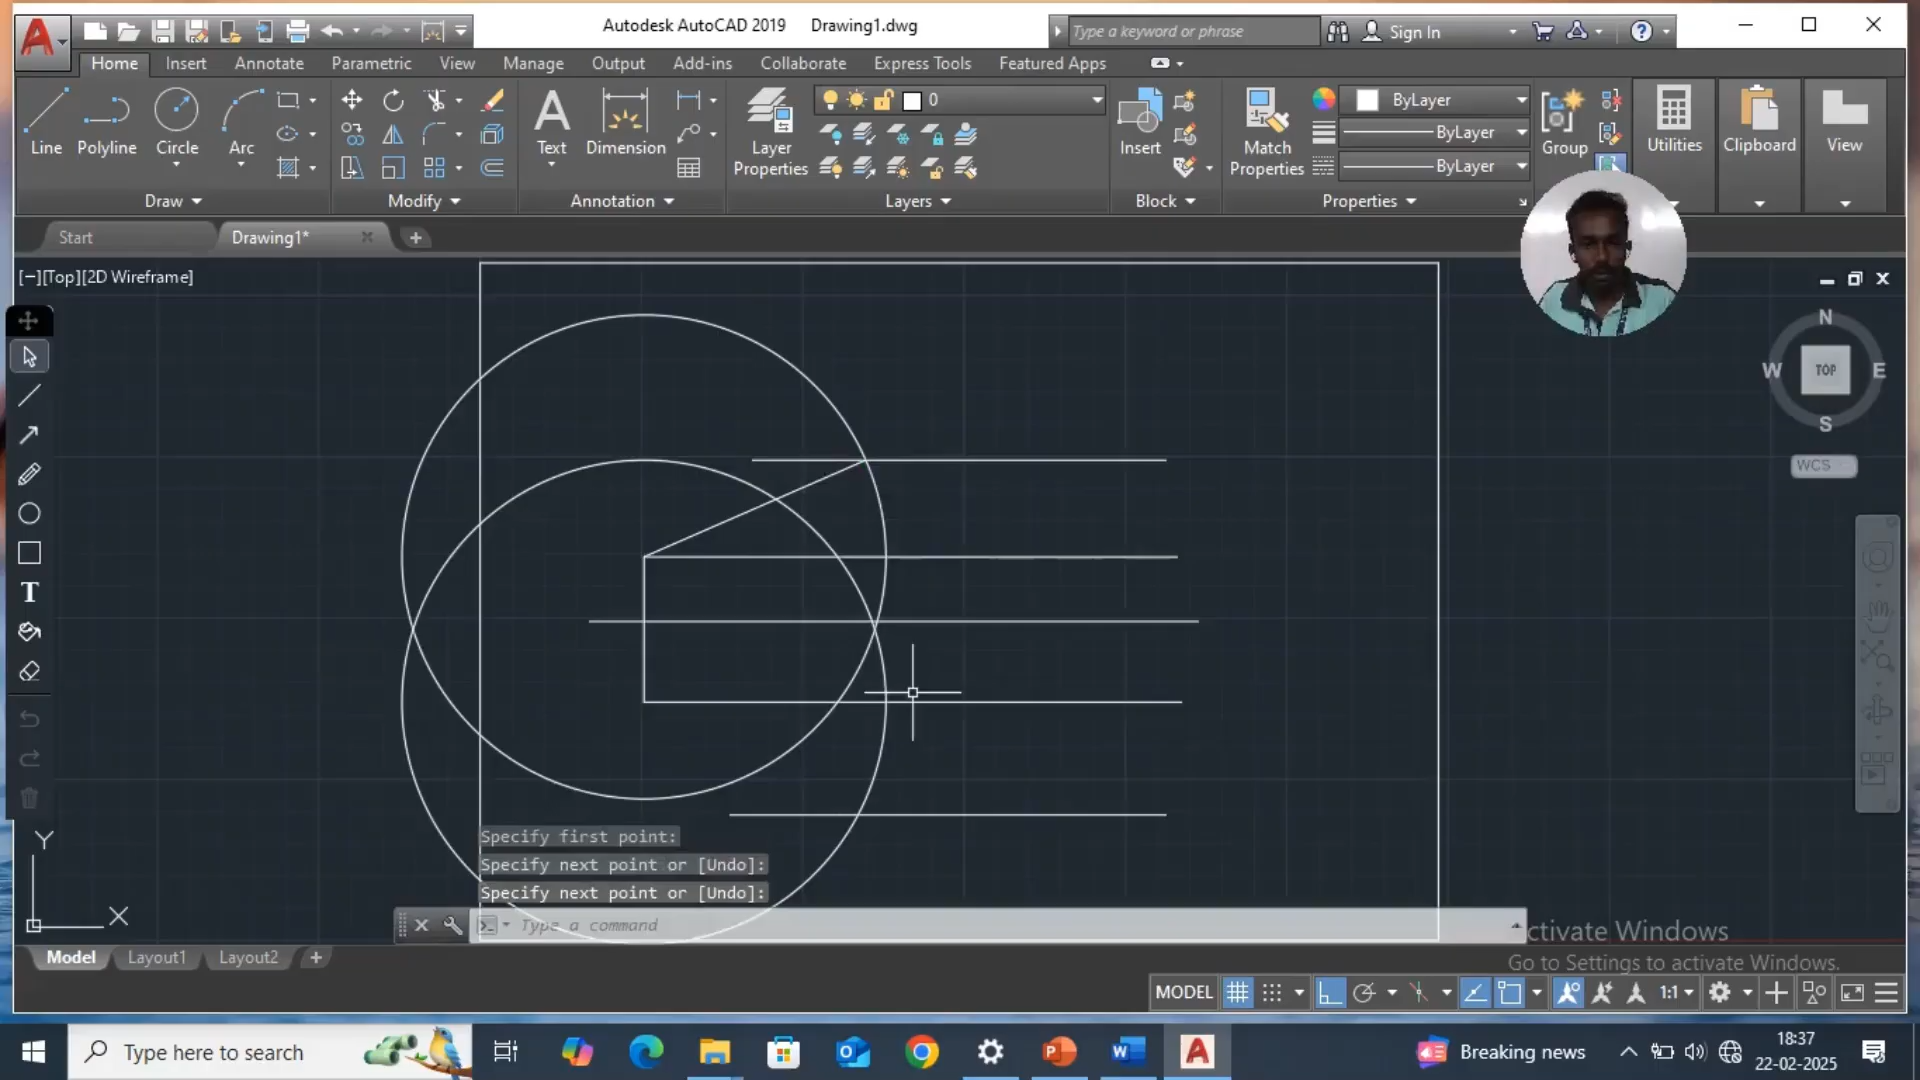 Autodesk AutoCAD 2019 Drawing1.dwg
Type a keyword or phrase
Sign In
Home Insert Annotate Parametric View Manage Output Add-ins Collaborate Express Tools Featured Apps
0
ByLayer
ByLayer
ByLayer
Line Polyline Circle Arc
Text Dimension
Layer Properties
Insert
Match Properties
Group
Utilities
Clipboard
View
Draw Modify Annotation Layers Block Properties
Start Drawing1*
[−][Top][2D Wireframe]
N
W TOP E
S
WCS
T
Specify first point:
Specify next point or [Undo]:
Specify next point or [Undo]:
Type a command
Y
X
ctivate Windows
Go to Settings to activate Windows.
Model Layout1 Layout2
MODEL 1:1
Type here to search
Breaking news
18:37
22-02-2025